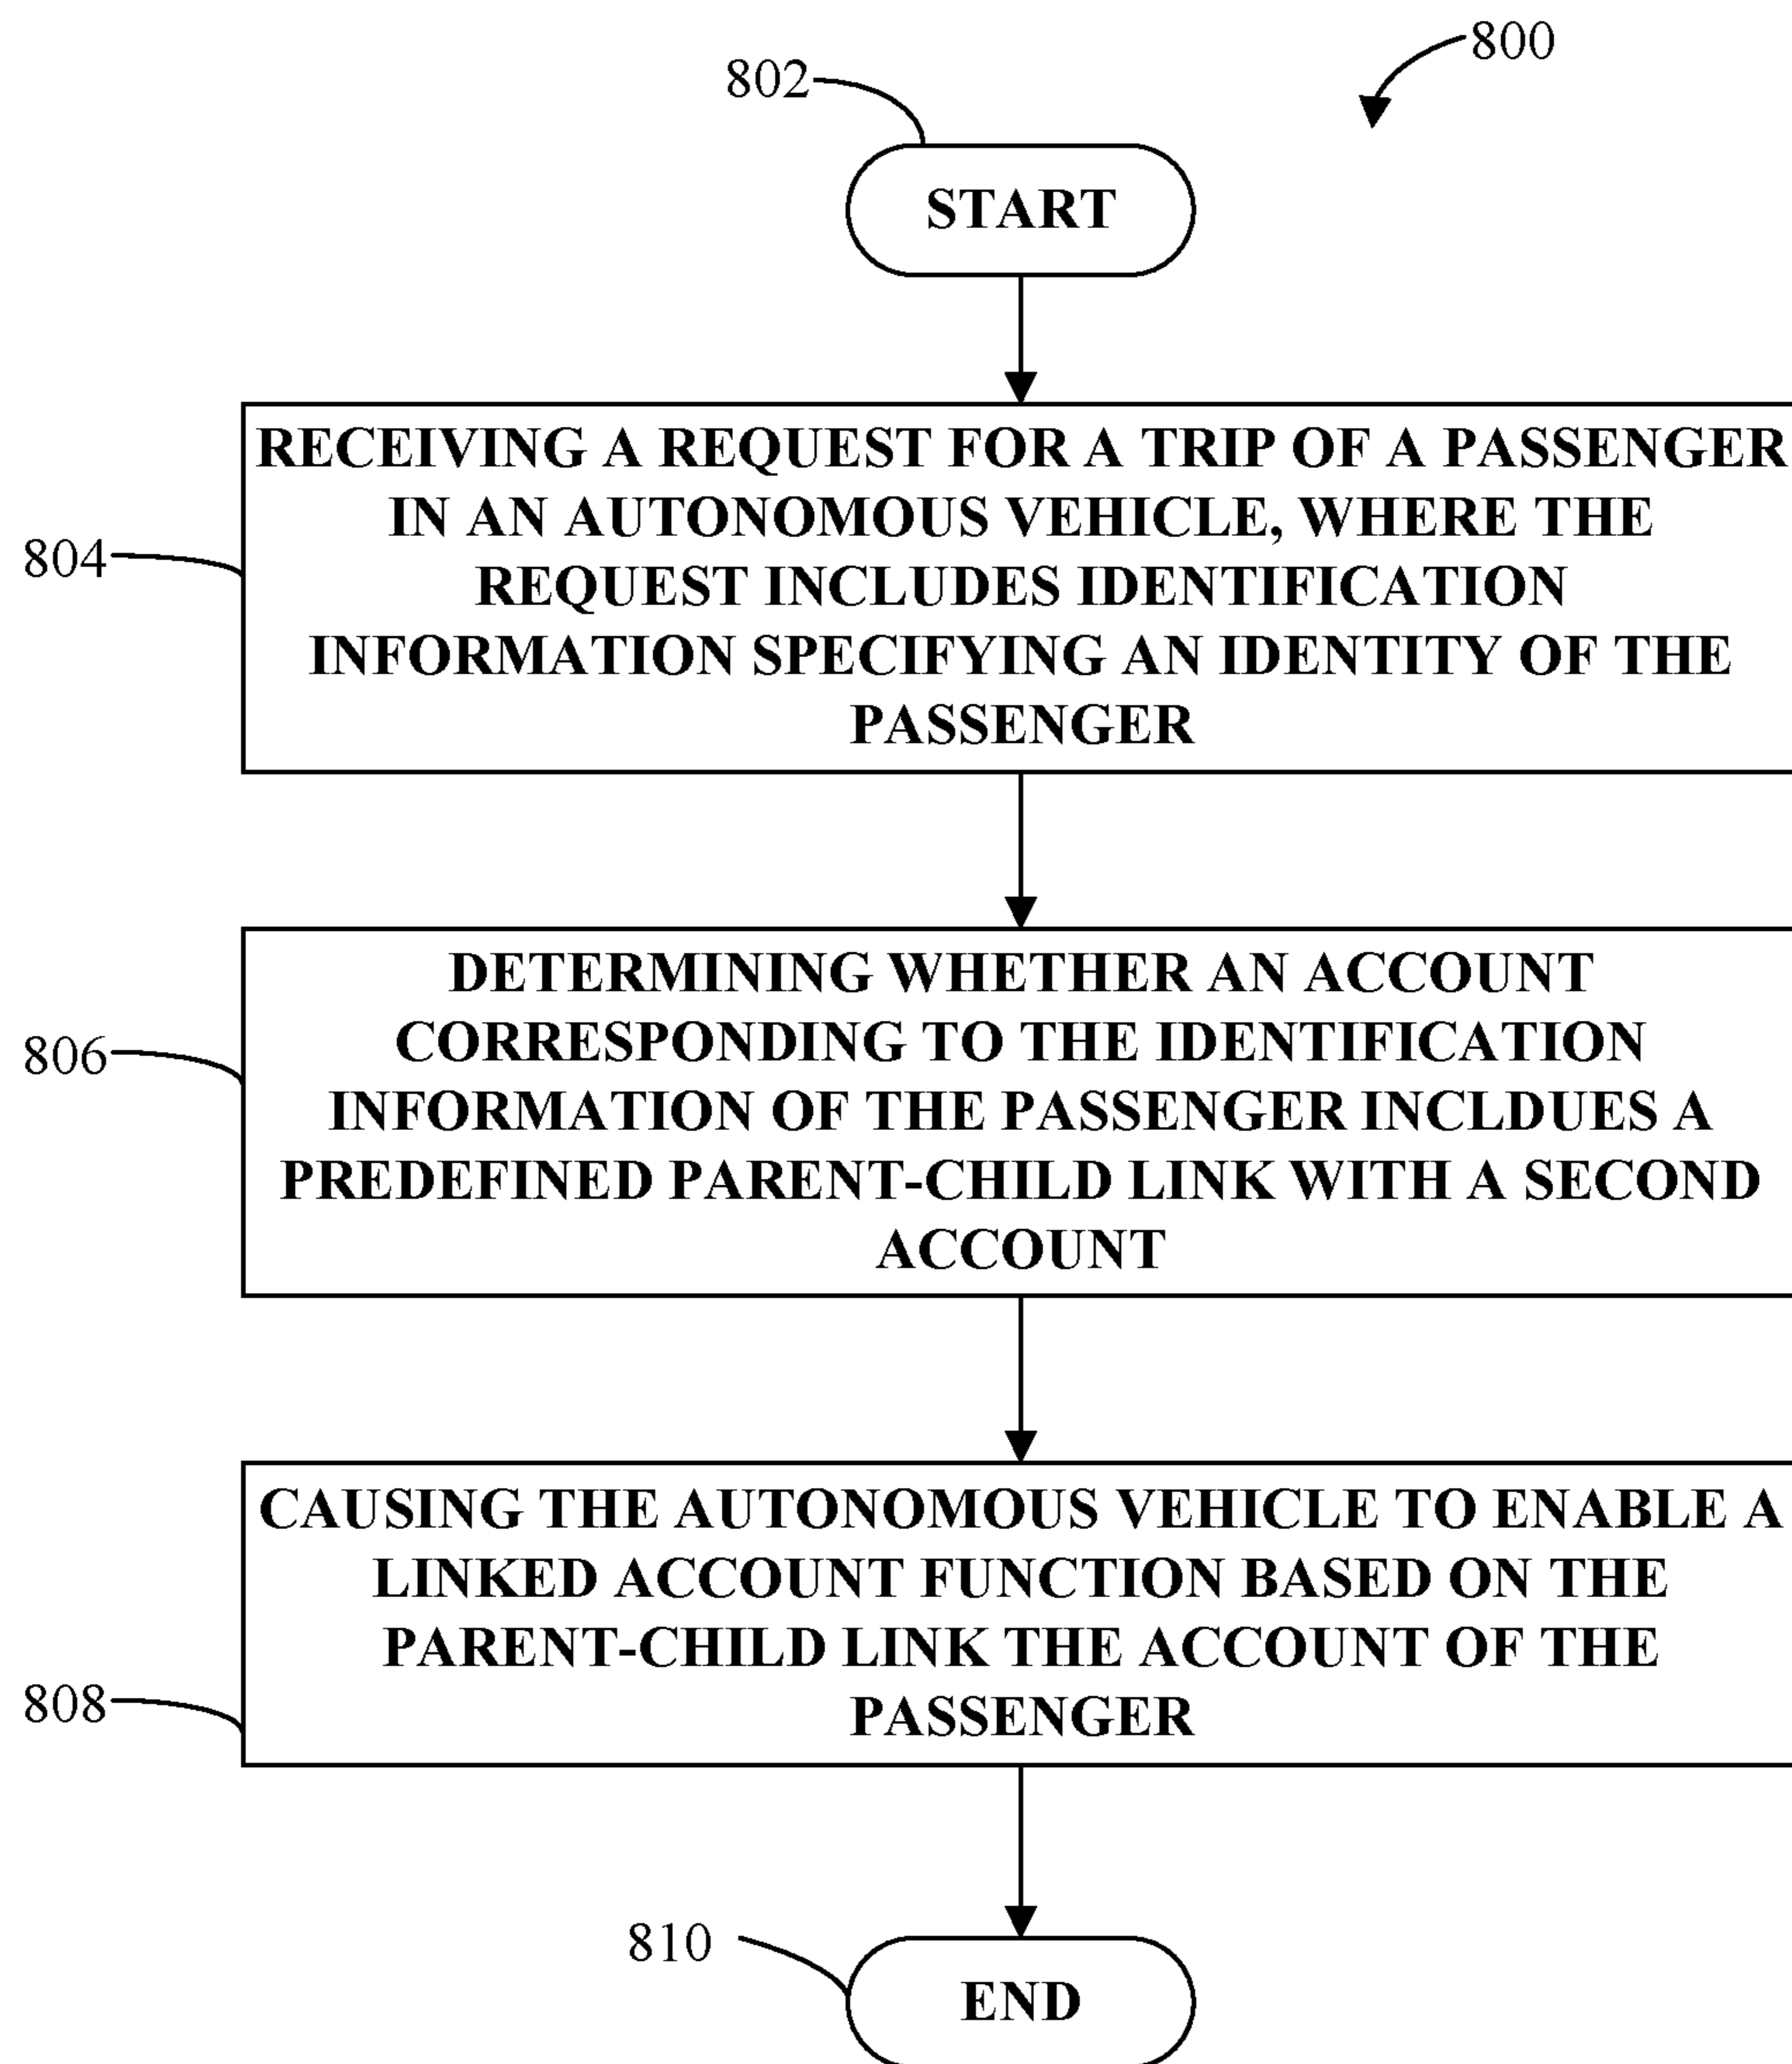 800
802
START
804
RECEIVING A REQUEST FOR A TRIP OF A PASSENGER
IN AN AUTONOMOUS VEHICLE, WHERE THE
REQUEST INCLUDES IDENTIFICATION
INFORMATION SPECIFYING AN IDENTITY OF THE
PASSENGER
806
DETERMINING WHETHER AN ACCOUNT
CORRESPONDING TO THE IDENTIFICATION
INFORMATION OF THE PASSENGER INCLDUES A
PREDEFINED PARENT-CHILD LINK WITH A SECOND
ACCOUNT
808
CAUSING THE AUTONOMOUS VEHICLE TO ENABLE A
LINKED ACCOUNT FUNCTION BASED ON THE
PARENT-CHILD LINK THE ACCOUNT OF THE
PASSENGER
810
END